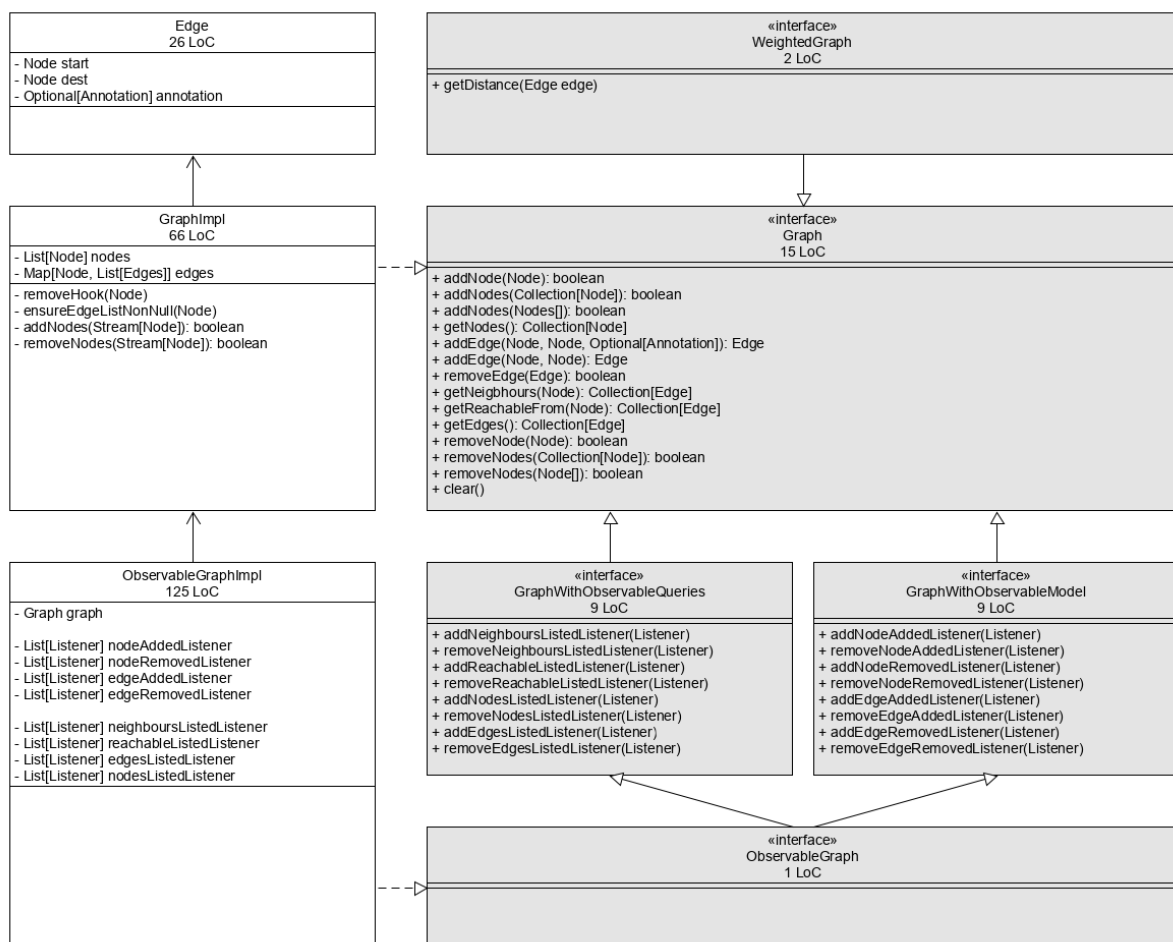 Edge
26 LoC
- Node start
- Node dest
- Optional[Annotation] annotation
«interface»
WeightedGraph
2 LoC
+ getDistance(Edge edge)
GraphImpl
66 LoC
- List[Node] nodes
- Map[Node, List[Edges]] edges
- removeHook(Node)
- ensureEdgeListNonNull(Node)
- addNodes(Stream[Node]): boolean
- removeNodes(Stream[Node]): boolean
«interface»
Graph
15 LoC
+ addNode(Node): boolean
+ addNodes(Collection[Node]): boolean
+ addNodes(Nodes[]): boolean
+ getNodes(): Collection[Node]
+ addEdge(Node, Node, Optional[Annotation]): Edge
+ addEdge(Node, Node): Edge
+ removeEdge(Edge): boolean
+ getNeigbhours(Node): Collection[Edge]
+ getReachableFrom(Node): Collection[Edge]
+ getEdges(): Collection[Edge]
+ removeNode(Node): boolean
+ removeNodes(Collection[Node]): boolean
+ removeNodes(Node[]): boolean
+ clear()
ObservableGraphImpl
125 LoC
- Graph graph
- List[Listener] nodeAddedListener
- List[Listener] nodeRemovedListener
- List[Listener] edgeAddedListener
- List[Listener] edgeRemovedListener
- List[Listener] neighboursListedListener
- List[Listener] reachableListedListener
- List[Listener] edgesListedListener
- List[Listener] nodesListedListener
«interface»
GraphWithObservableQueries
9 LoC
+ addNeighboursListedListener(Listener)
+ removeNeighboursListedListener(Listener)
+ addReachableListedListener(Listener)
+ removeReachableListedListener(Listener)
+ addNodesListedListener(Listener)
+ removeNodesListedListener(Listener)
+ addEdgesListedListener(Listener)
+ removeEdgesListedListener(Listener)
«interface»
GraphWithObservableModel
9 LoC
+ addNodeAddedListener(Listener)
+ removeNodeAddedListener(Listener)
+ addNodeRemovedListener(Listener)
+ removeNodeRemovedListener(Listener)
+ addEdgeAddedListener(Listener)
+ removeEdgeAddedListener(Listener)
+ addEdgeRemovedListener(Listener)
+ removeEdgeRemovedListener(Listener)
«interface»
ObservableGraph
1 LoC